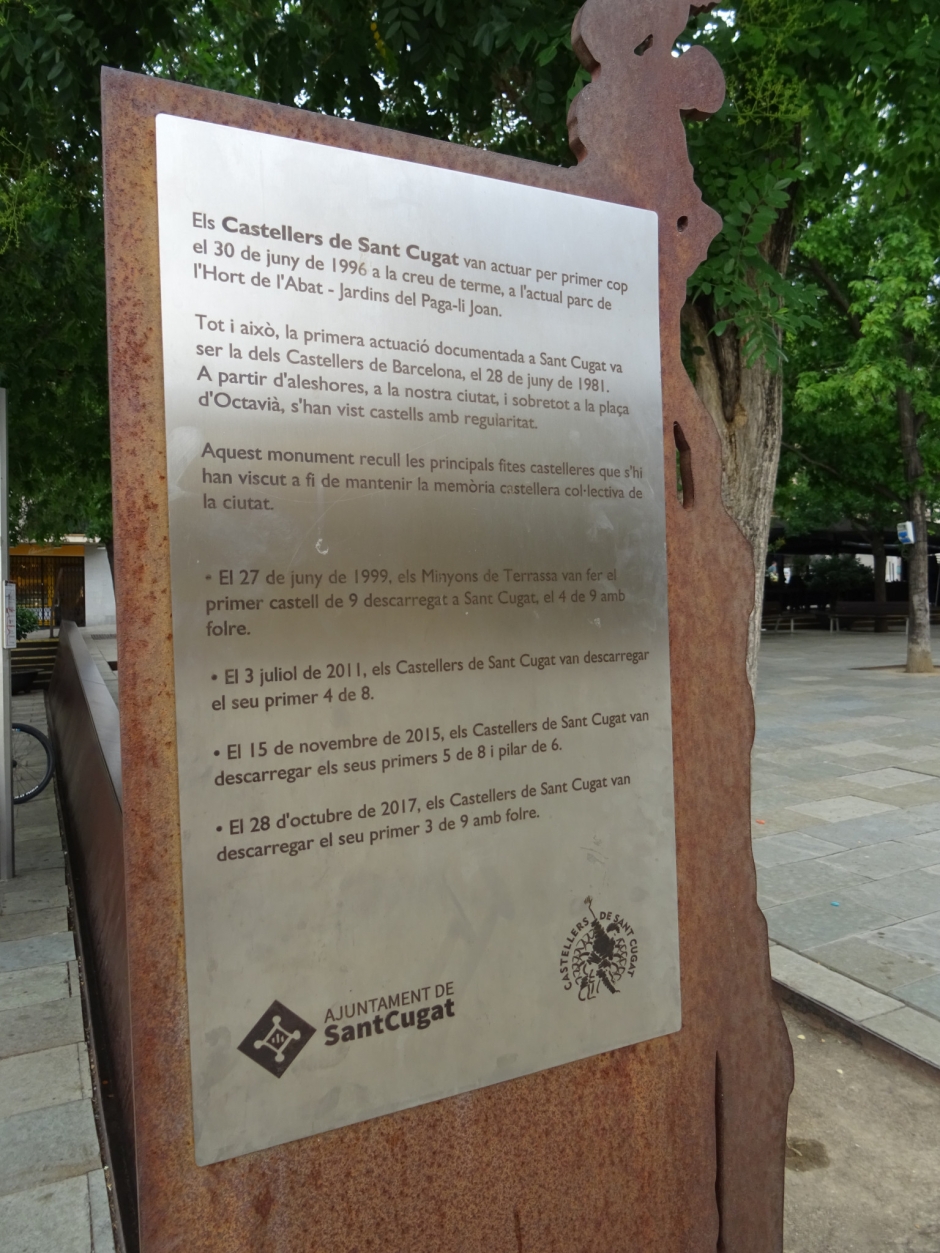 Els Castellers de Sant Cugat van actuar per primer cop
el 30 de juny de 1996 a la creu de terme, a l'actual parc de
l'Hort de l'Abat - Jardins del Paga-li Joan.
Tot i això, la primera actuació documentada a Sant Cugat va
ser la dels Castellers de Barcelona, el 28 de juny de 1981.
A partir d'aleshores, a la nostra ciutat, i sobretot a la plaça
d'Octavià, s'han vist castells amb regularitat.
Aquest monument recull les principals fites castelleres que s'hi
han viscut a fi de mantenir la memòria castellera col·lectiva de
la ciutat.
• El 27 de juny de 1999, els Minyons de Terrassa van fer el
primer castell de 9 descarregat a Sant Cugat, el 4 de 9 amb
folre.
• El 3 juliol de 2011, els Castellers de Sant Cugat van descarregar
el seu primer 4 de 8.
• El 15 de novembre de 2015, els Castellers de Sant Cugat van
descarregar els seus primers 5 de 8 i pilar de 6.
• El 28 d'octubre de 2017, els Castellers de Sant Cugat van
descarregar el seu primer 3 de 9 amb folre.
AJUNTAMENT DE
SantCugat
CASTELLERS DE SANT CUGAT